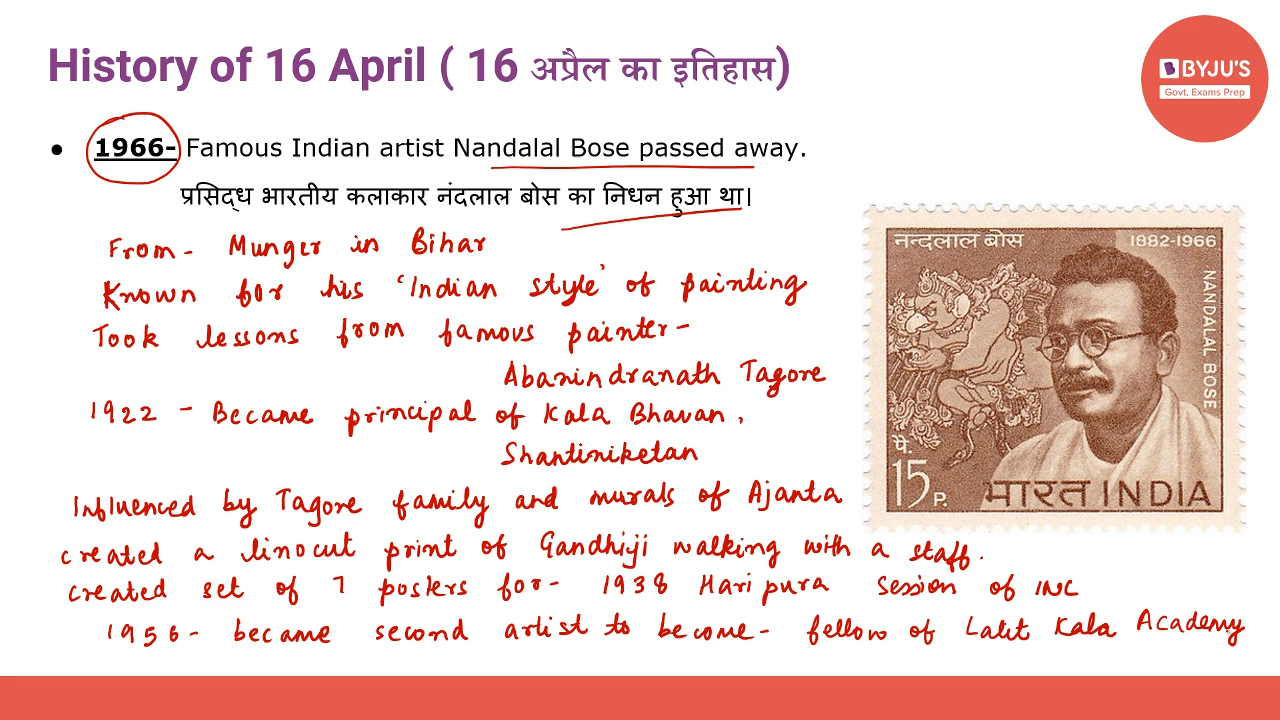 History of 16 April ( 16 अप्रैल का इतिहास)
BYJU'S
Govt. Exams Prep
● 1966- Famous Indian artist Nandalal Bose passed away.
प्रसिद्ध भारतीय कलाकार नंदलाल बोस का निधन हुआ था।
From - Munger in Bihar
Known for his 'Indian style' of painting
Took lessons from famous painter -
Abanindranath Tagore
1922 - Became principal of Kala Bhavan,
Shantiniketan
Influenced by Tagore family and murals of Ajanta
created a linocut print of Gandhiji walking with a staff.
created set of 7 posters for - 1938 Haripura session of INC
1956 - became second artist to become - fellow of Lalit Kala Academy
नन्दलाल बोस
1882-1966
NANDALAL BOSE
पै.
15 P.
भारत INDIA